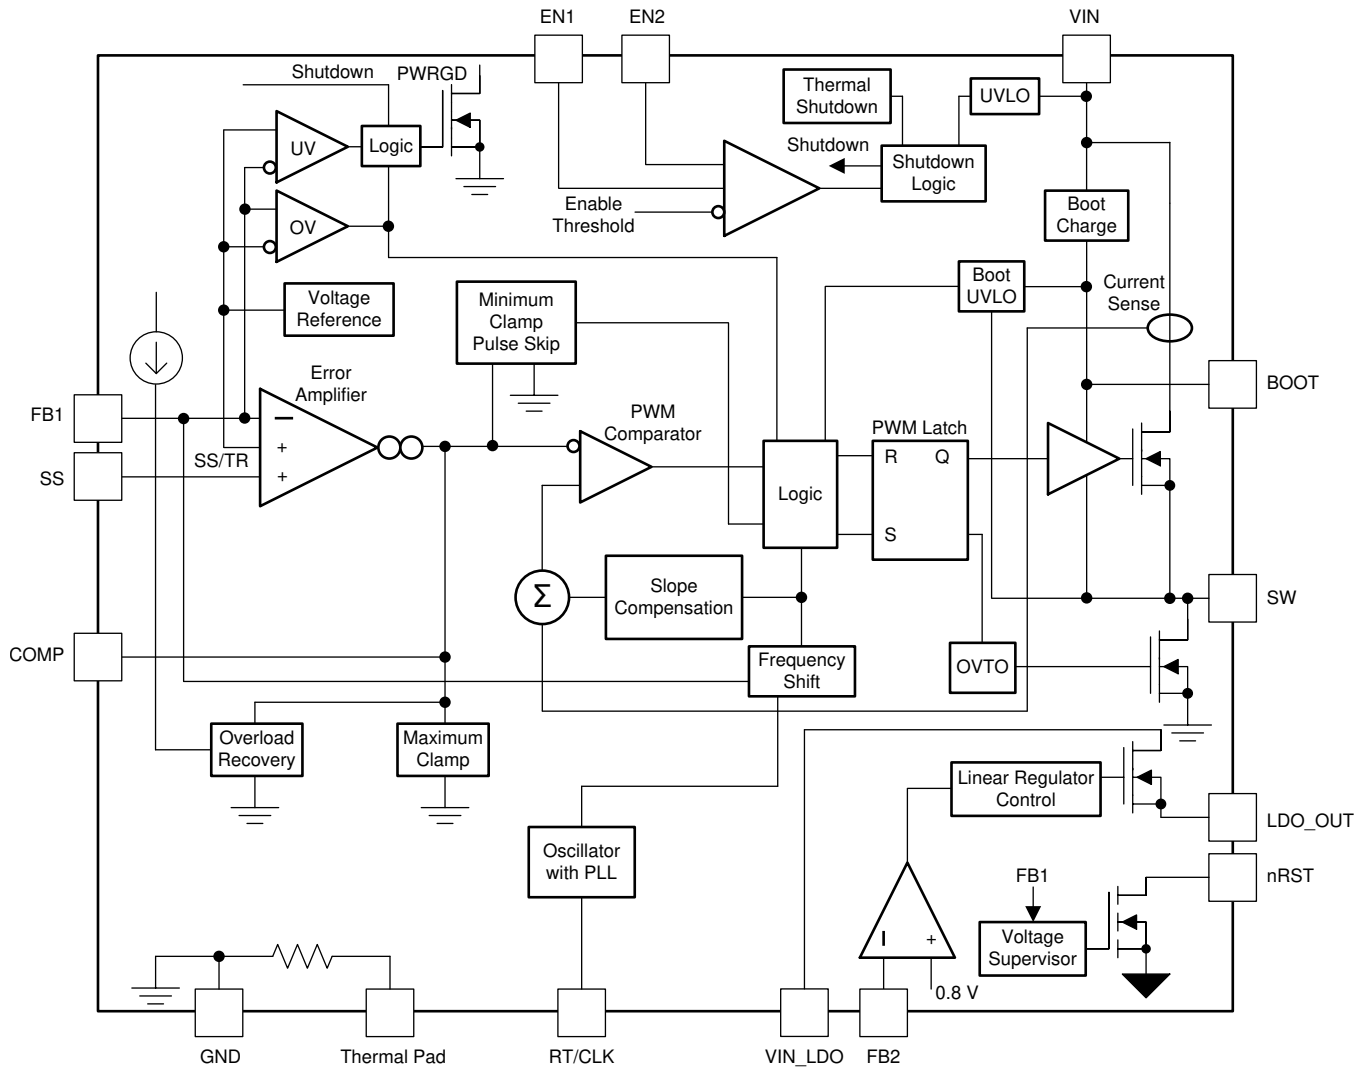 EN1
EN2
VIN
Shutdown
PWRGD
Thermal
Shutdown
UVLO
UV
Logic
Shutdown
Shutdown
Logic
Enable
Threshold
OV
Boot
Charge
Voltage
Reference
Minimum
Clamp
Pulse Skip
Boot
UVLO
Current
Sense
Error
Amplifier
BOOT
FB1
−
+
+
SS/TR
SS
PWM
Comparator
PWM Latch
R
Q
S
Logic
Σ
Slope
Compensation
SW
COMP
Frequency
Shift
OVTO
Overload
Recovery
Maximum
Clamp
Linear Regulator
Control
LDO_OUT
Oscillator
with PLL
FB1
nRST
−
+
Voltage
Supervisor
0.8 V
GND
Thermal Pad
RT/CLK
VIN_LDO
FB2